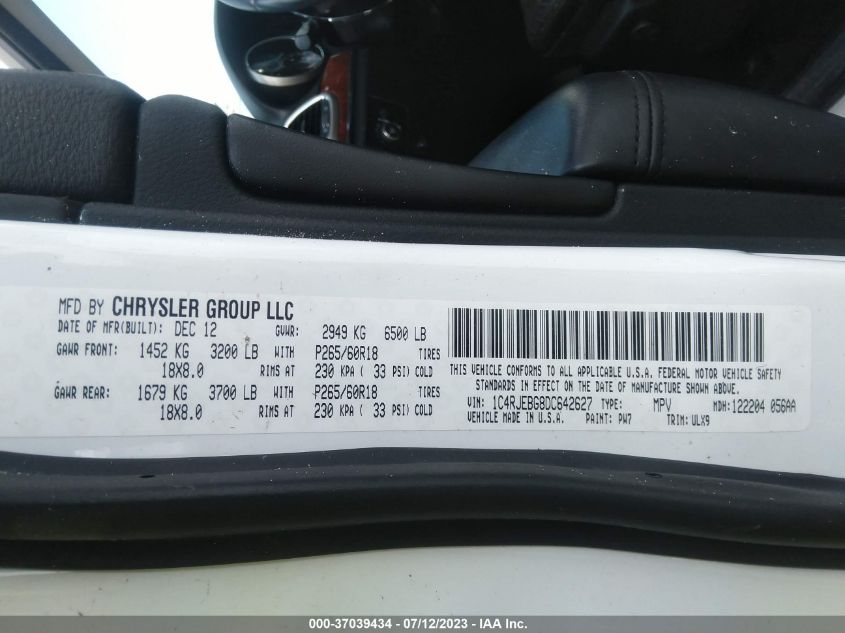 MFD BY CHRYSLER GROUP LLC
DATE OF MFR(BUILT): DEC 12 GVWR: 2949 KG 6500 LB
GAWR FRONT: 1452 KG 3200 LB WITH P265/60R18 TIRES
18X8.0 RIMS AT 230 KPA ( 33 PSI) COLD
GAWR REAR: 1679 KG 3700 LB WITH P265/60R18 TIRES
18X8.0 RIMS AT 230 KPA ( 33 PSI) COLD
THIS VEHICLE CONFORMS TO ALL APPLICABLE U.S.A. FEDERAL MOTOR VEHICLE SAFETY
STANDARDS IN EFFECT ON THE DATE OF MANUFACTURE SHOWN ABOVE.
VIN: 1C4RJEBG8DC642627 TYPE: MPV MDH: 122204 056AA
VEHICLE MADE IN U.S.A. PAINT: PW7 TRIM: ULX9
000-37039434 - 07/12/2023 - IAAI.com